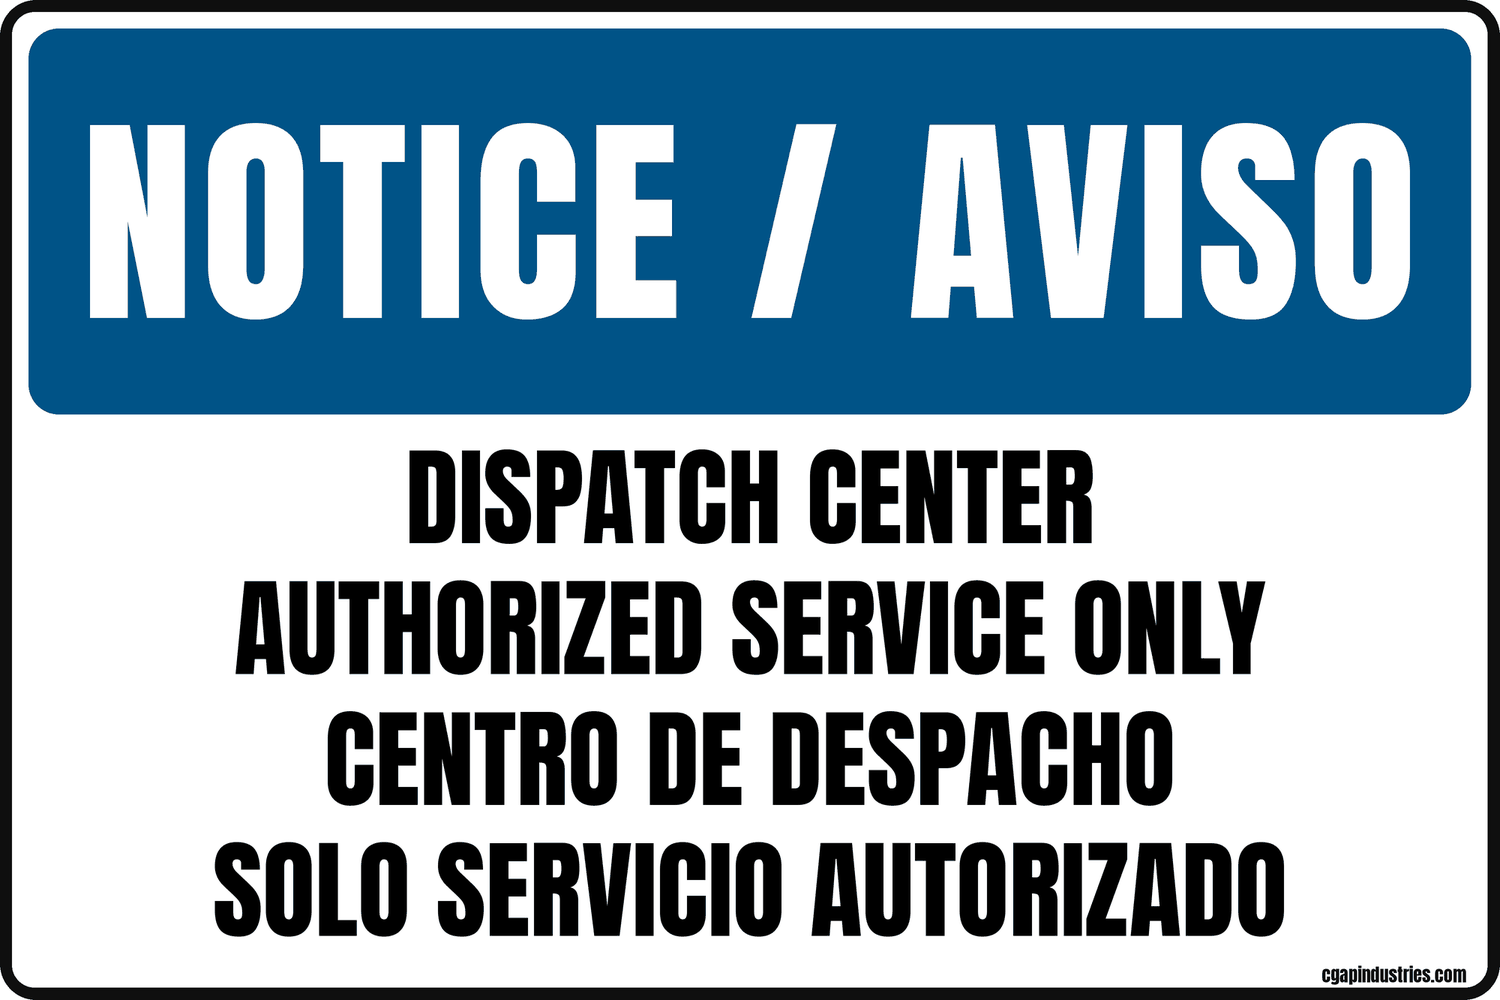 NOTICE / AVISO
DISPATCH CENTER
AUTHORIZED SERVICE ONLY
CENTRO DE DESPACHO
SOLO SERVICIO AUTORIZADO
cgapindustries.com